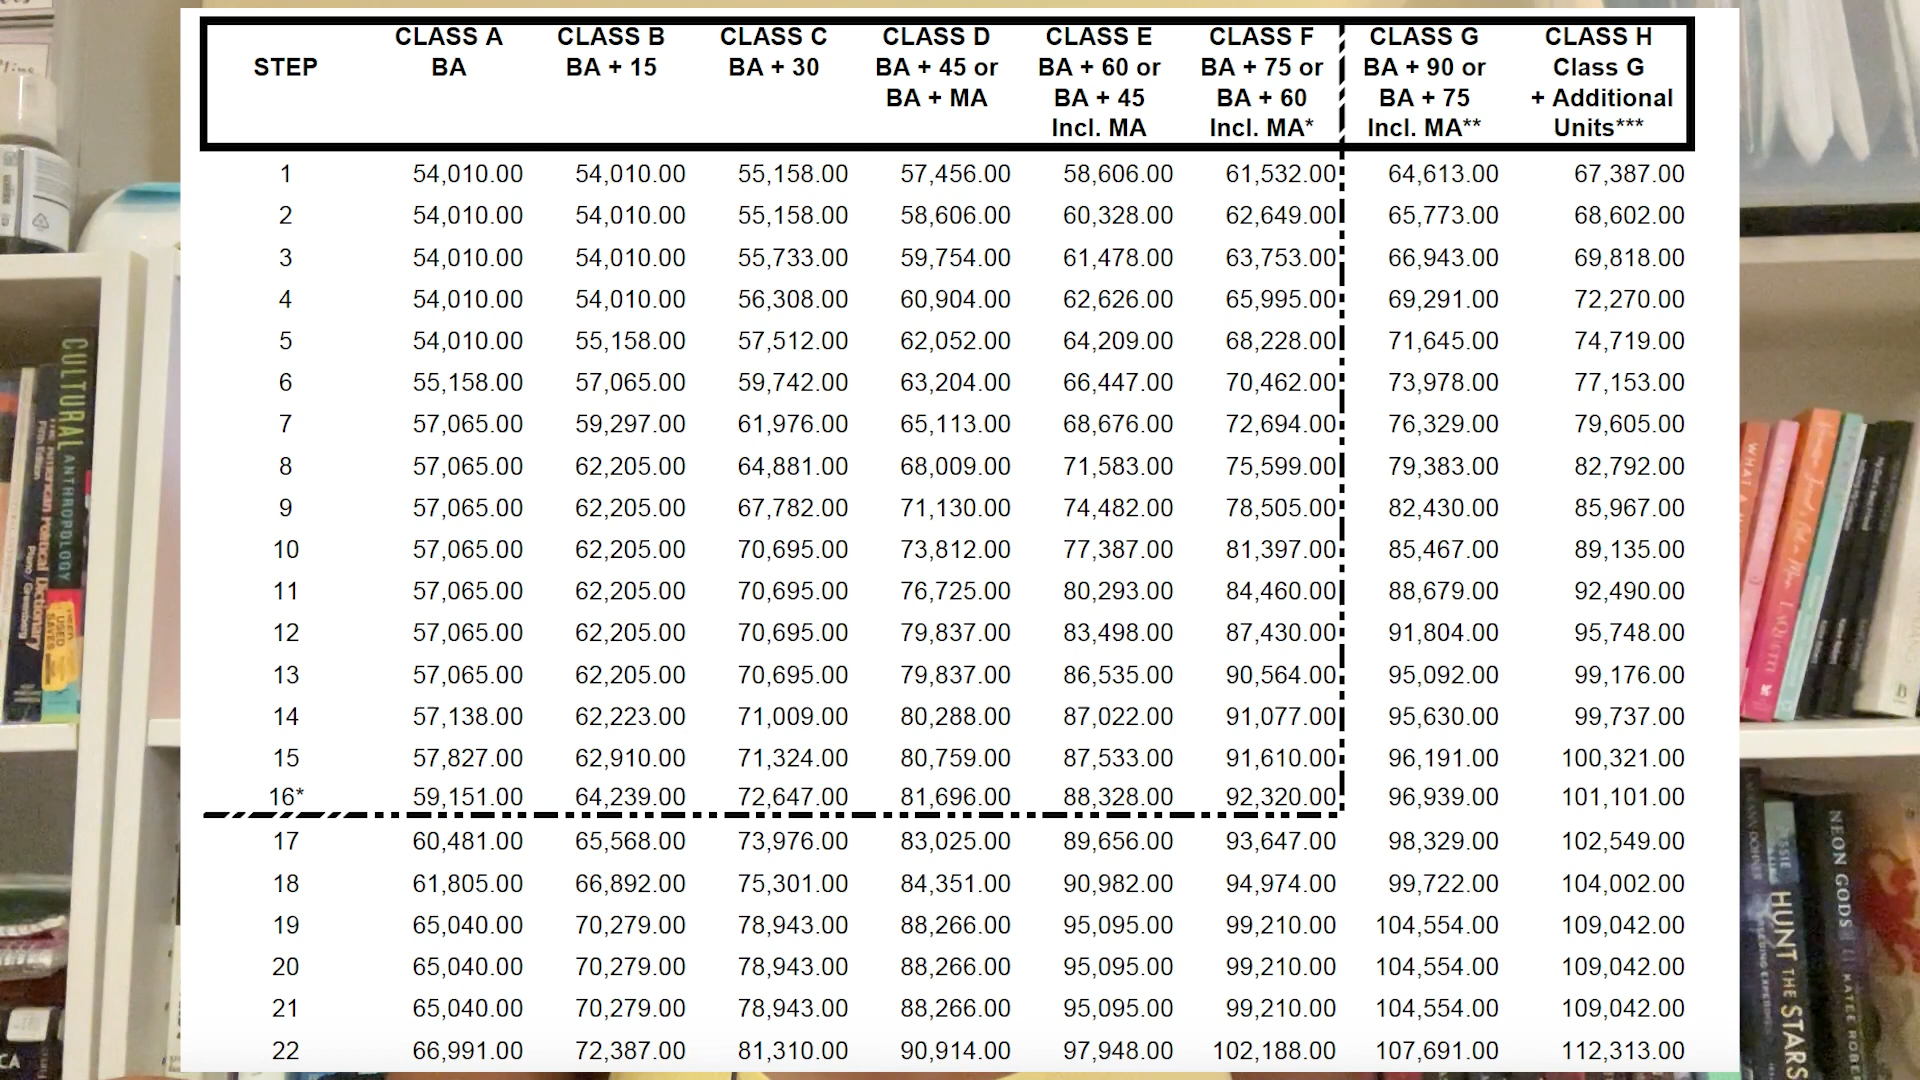 CLASS A CLASS B CLASS C CLASS D CLASS E CLASS F CLASS G CLASS H
STEP BA BA + 15 BA + 30 BA + 45 or BA + 60 or BA + 75 or BA + 90 or Class G
BA + MA BA + 45 BA + 60 BA + 75 + Additional
Incl. MA Incl. MA* Incl. MA** Units***
1 54,010.00 54,010.00 55,158.00 57,456.00 58,606.00 61,532.00 64,613.00 67,387.00
2 54,010.00 54,010.00 55,158.00 58,606.00 60,328.00 62,649.00 65,773.00 68,602.00
3 54,010.00 54,010.00 55,733.00 59,754.00 61,478.00 63,753.00 66,943.00 69,818.00
4 54,010.00 54,010.00 56,308.00 60,904.00 62,626.00 65,995.00 69,291.00 72,270.00
5 54,010.00 55,158.00 57,512.00 62,052.00 64,209.00 68,228.00 71,645.00 74,719.00
6 55,158.00 57,065.00 59,742.00 63,204.00 66,447.00 70,462.00 73,978.00 77,153.00
7 57,065.00 59,297.00 61,976.00 65,113.00 68,676.00 72,694.00 76,329.00 79,605.00
8 57,065.00 62,205.00 64,881.00 68,009.00 71,583.00 75,599.00 79,383.00 82,792.00
9 57,065.00 62,205.00 67,782.00 71,130.00 74,482.00 78,505.00 82,430.00 85,967.00
10 57,065.00 62,205.00 70,695.00 73,812.00 77,387.00 81,397.00 85,467.00 89,135.00
11 57,065.00 62,205.00 70,695.00 76,725.00 80,293.00 84,460.00 88,679.00 92,490.00
12 57,065.00 62,205.00 70,695.00 79,837.00 83,498.00 87,430.00 91,804.00 95,748.00
13 57,065.00 62,205.00 70,695.00 79,837.00 86,535.00 90,564.00 95,092.00 99,176.00
14 57,138.00 62,223.00 71,009.00 80,288.00 87,022.00 91,077.00 95,630.00 99,737.00
15 57,827.00 62,910.00 71,324.00 80,759.00 87,533.00 91,610.00 96,191.00 100,321.00
16* 59,151.00 64,239.00 72,647.00 81,696.00 88,328.00 92,320.00 96,939.00 101,101.00
17 60,481.00 65,568.00 73,976.00 83,025.00 89,656.00 93,647.00 98,329.00 102,549.00
18 61,805.00 66,892.00 75,301.00 84,351.00 90,982.00 94,974.00 99,722.00 104,002.00
19 65,040.00 70,279.00 78,943.00 88,266.00 95,095.00 99,210.00 104,554.00 109,042.00
20 65,040.00 70,279.00 78,943.00 88,266.00 95,095.00 99,210.00 104,554.00 109,042.00
21 65,040.00 70,279.00 78,943.00 88,266.00 95,095.00 99,210.00 104,554.00 109,042.00
22 66,991.00 72,387.00 81,310.00 90,914.00 97,948.00 102,188.00 107,691.00 112,313.00
CULTURAL ANTHROPOLOGY
American Political Dictionary
USED
SAVES
HUNT THE STARS
NEON GODS